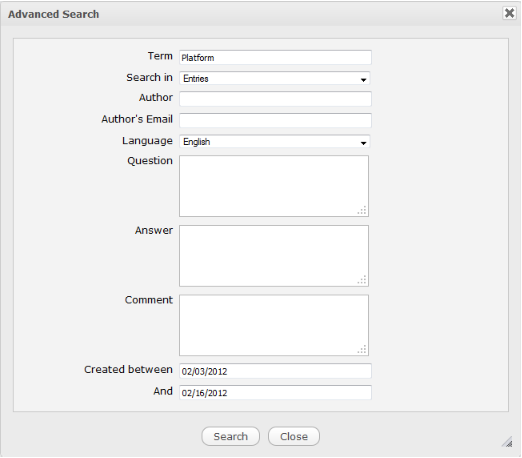 Advanced Search
Term Platform
Search in Entries
Author
Author's Email
Language English
Question
Answer
Comment
Created between 02/03/2012
And 02/16/2012
Search Close